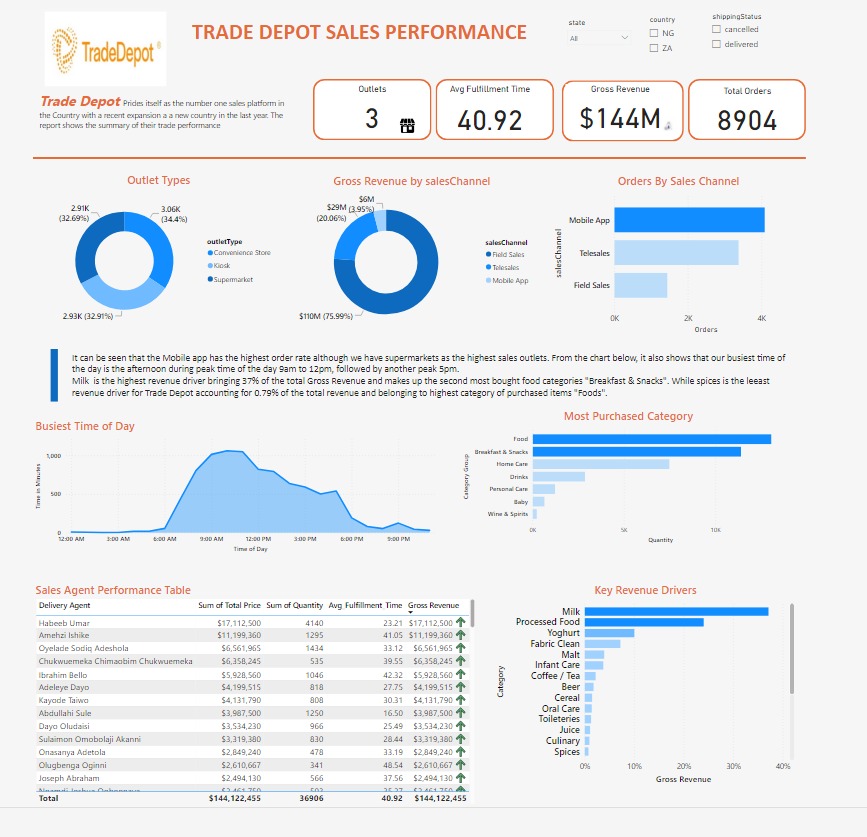 TradeDepot®
TRADE DEPOT SALES PERFORMANCE
state
All
country
NG
ZA
shippingStatus
cancelled
delivered
Trade Depot Prides itself as the number one sales platform in
the Country with a recent expansion a a new country in the last year. The
report shows the summary of their trade performance
Outlets
3
Avg Fulfillment Time
40.92
Gross Revenue
$144M
Total Orders
8904
Outlet Types
2.91K
(32.69%)
3.06K
(34.4%)
2.93K (32.91%)
outletType
Convenience Store
Kiosk
Supermarket
Gross Revenue by salesChannel
$6M
(3.95%)
$29M
(20.06%)
$110M (75.99%)
salesChannel
Field Sales
Telesales
Mobile App
Orders By Sales Channel
salesChannel
Mobile App
Telesales
Field Sales
0K 2K 4K
Orders
It can be seen that the Mobile app has the highest order rate although we have supermarkets as the highest sales outlets. From the chart below, it also shows that our busiest time of
the day is the afternoon during peak time of the day 9am to 12pm, followed by another peak 5pm.
Milk is the highest revenue driver bringing 37% of the total Gross Revenue and makes up the second most bought food categories "Breakfast & Snacks". While spices is the leeast
revenue driver for Trade Depot accounting for 0.79% of the total revenue and belonging to highest category of purchased items "Foods".
Busiest Time of Day
Time in Minutes
1,000
500
0
12:00 AM 3:00 AM 6:00 AM 9:00 AM 12:00 PM 3:00 PM 6:00 PM 9:00 PM
Time of Day
Most Purchased Category
Category Group
Food
Breakfast & Snacks
Home Care
Drinks
Personal Care
Baby
Wine & Spirits
0K 5K 10K
Quantity
Sales Agent Performance Table
Delivery Agent Sum of Total Price Sum of Quantity Avg Fulfillment Time Gross Revenue
Habeeb Umar $17,112,500 4140 23.21 $17,112,500
Amehzi Ishike $11,199,360 1295 41.05 $11,199,360
Oyelade Sodiq Adeshola $6,561,965 1434 33.12 $6,561,965
Chukwuemeka Chimaobim Chukwuemeka $6,358,245 535 39.55 $6,358,245
Ibrahim Bello $5,928,560 1046 42.32 $5,928,560
Adeleye Dayo $4,199,515 818 27.75 $4,199,515
Kayode Taiwo $4,131,790 808 30.31 $4,131,790
Abdullahi Sule $3,987,500 1250 16.50 $3,987,500
Dayo Oludaisi $3,534,230 966 25.49 $3,534,230
Sulaimon Omobolaji Akanni $3,319,380 830 28.44 $3,319,380
Onasanya Adetola $2,849,240 478 33.19 $2,849,240
Olugbenga Oginni $2,610,667 341 48.54 $2,610,667
Joseph Abraham $2,494,130 566 37.56 $2,494,130
Total $144,122,455 36906 40.92 $144,122,455
Key Revenue Drivers
Category
Milk
Processed Food
Yoghurt
Fabric Clean
Malt
Infant Care
Coffee / Tea
Beer
Cereal
Oral Care
Toileteries
Juice
Culinary
Spices
0% 10% 20% 30% 40%
Gross Revenue